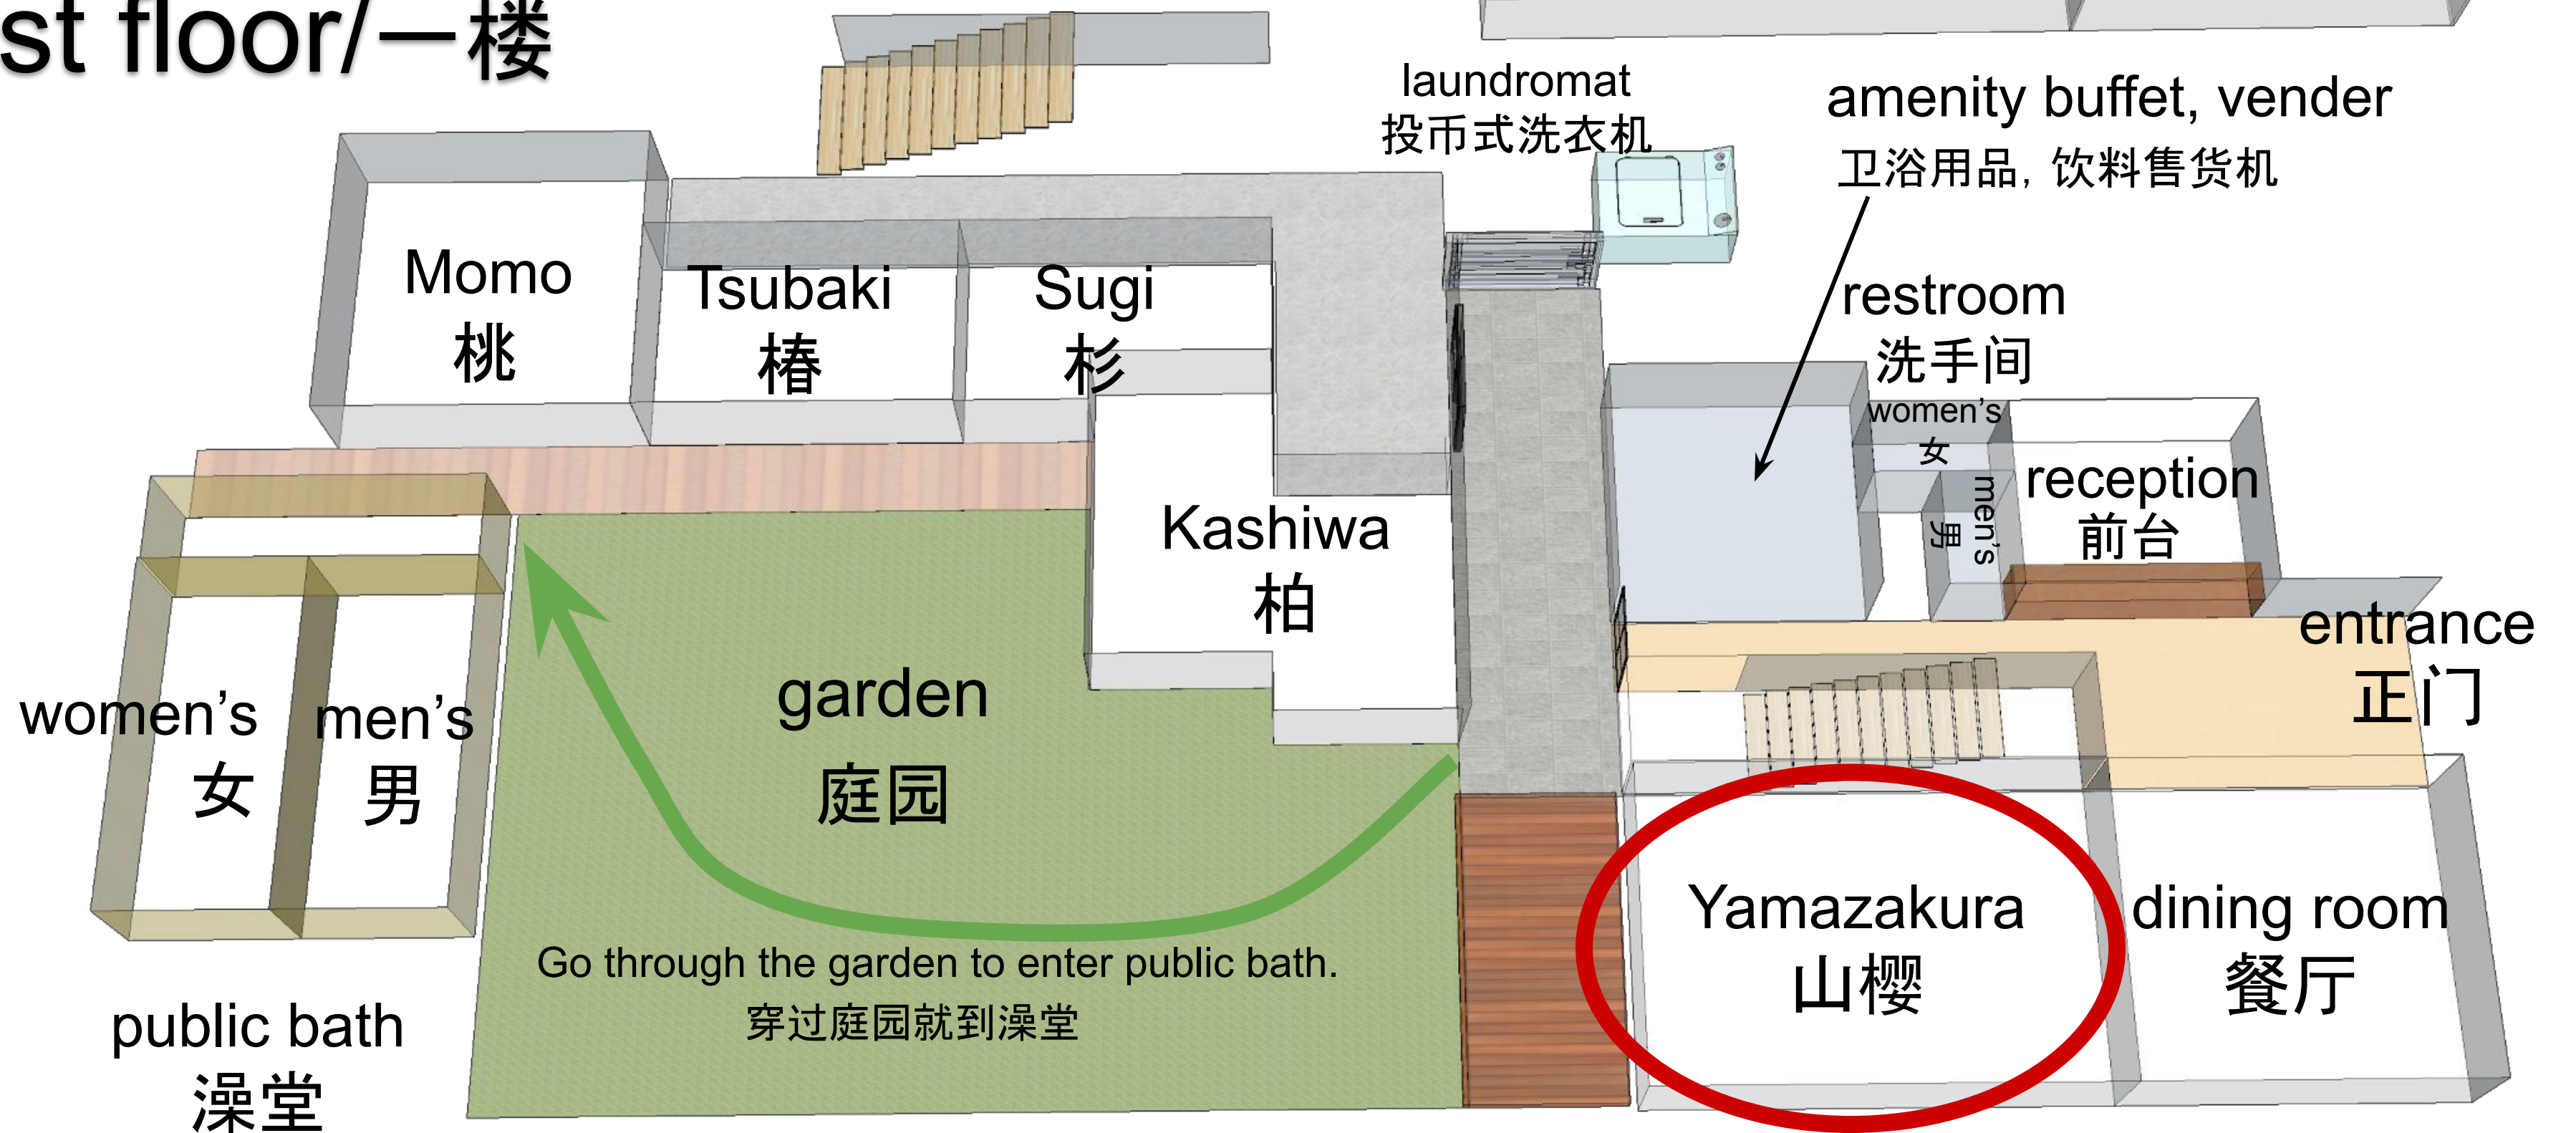 st floor/一楼
laundromat
投币式洗衣机
amenity buffet, vender
卫浴用品, 饮料售货机
restroom
洗手间
women's
女
men's
男
reception
前台
entrance
正门
Momo
桃
Tsubaki
椿
Sugi
杉
Kashiwa
柏
garden
庭园
women's
女
men's
男
Go through the garden to enter public bath.
穿过庭园就到澡堂
public bath
澡堂
Yamazakura
山樱
dining room
餐厅